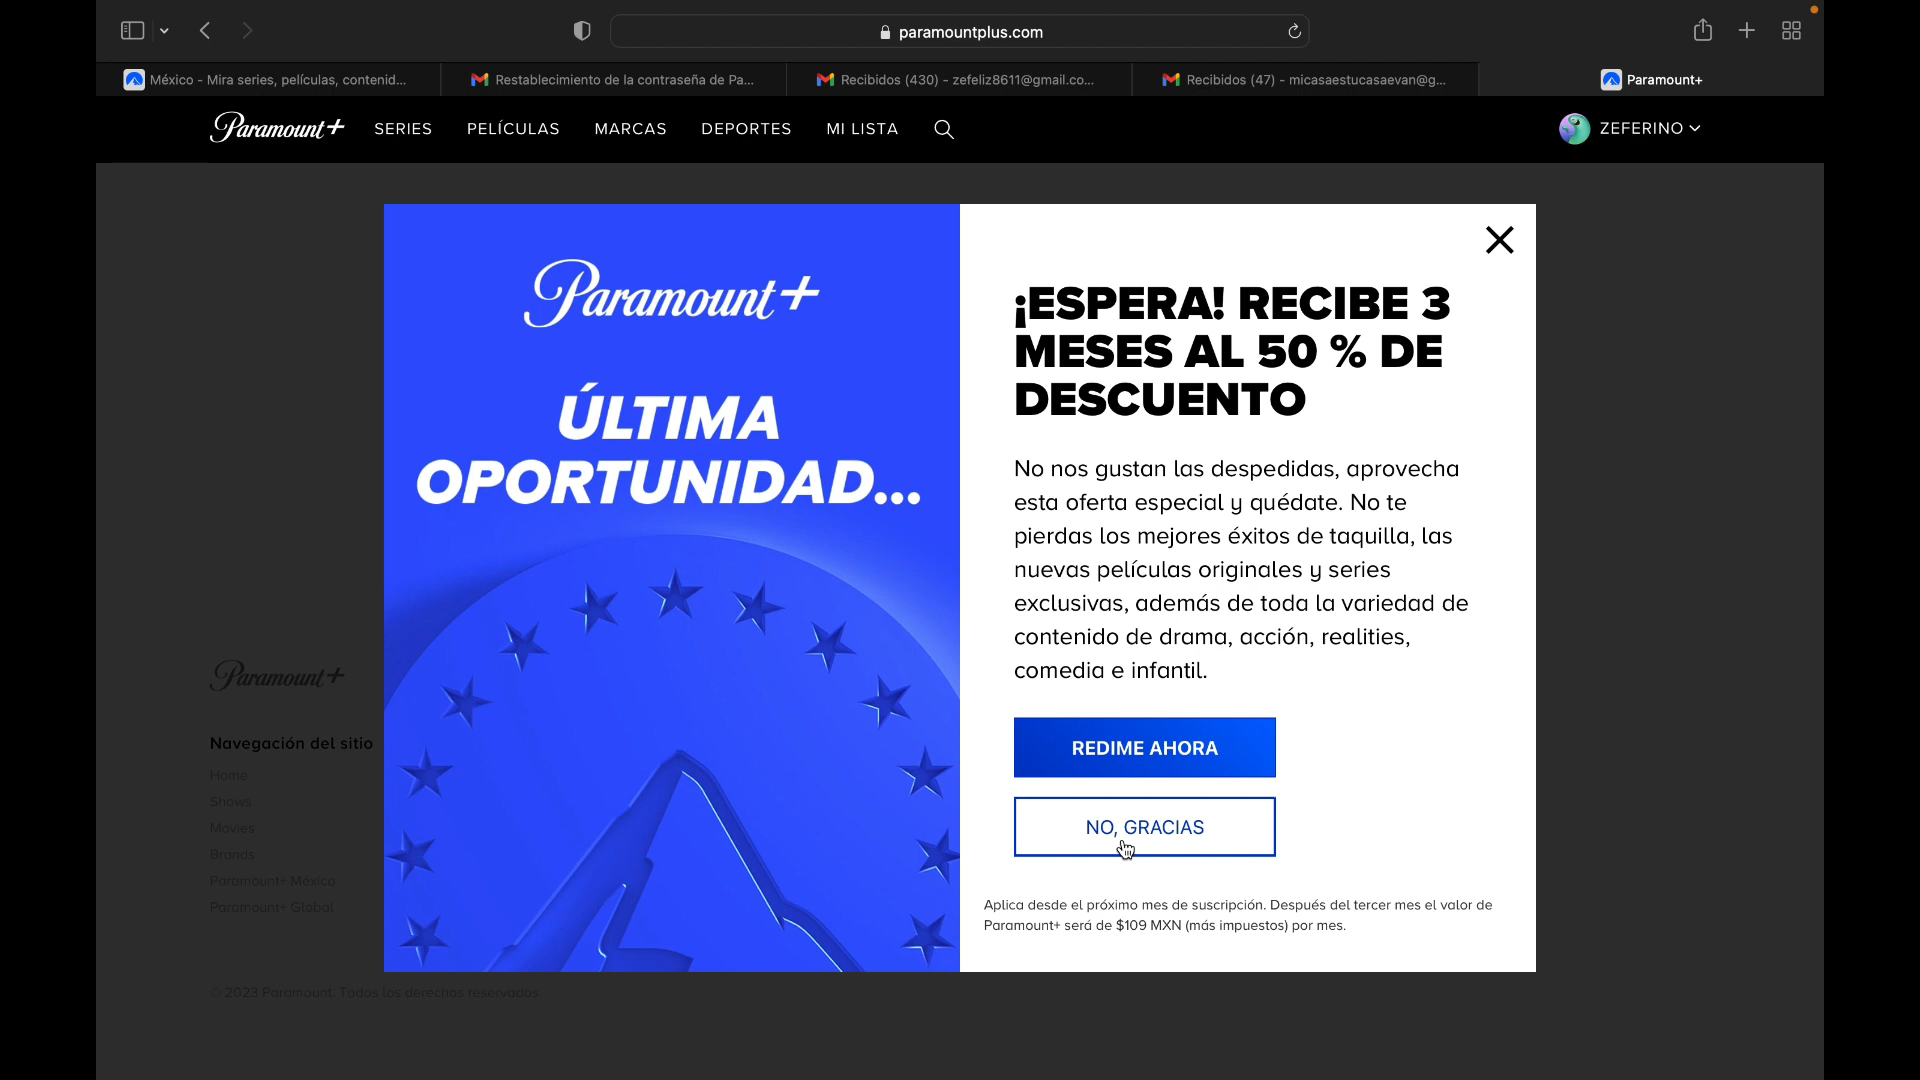 paramountplus.com
México - Mira series, películas, contenid...
Restablecimiento de la contraseña de Pa...
Recibidos (430) - zefeliz8611@gmail.co...
Recibidos (47) - micasaestucasaevan@g...
Paramount+
Paramount+
SERIES
PELÍCULAS
MARCAS
DEPORTES
MI LISTA
ZEFERINO
Paramount+
ÚLTIMA
OPORTUNIDAD...
¡ESPERA! RECIBE 3
MESES AL 50 % DE
DESCUENTO
No nos gustan las despedidas, aprovecha
esta oferta especial y quédate. No te
pierdas los mejores éxitos de taquilla, las
nuevas películas originales y series
exclusivas, además de toda la variedad de
contenido de drama, acción, realities,
comedia e infantil.
REDIME AHORA
NO, GRACIAS
Aplica desde el próximo mes de suscripción. Después del tercer mes el valor de
Paramount+ será de $109 MXN (más impuestos) por mes.
Paramount+
Navegación del sitio
Home
Shows
Movies
Brands
Paramount+ México
Paramount+ Global
© 2023 Paramount. Todos los derechos reservados.